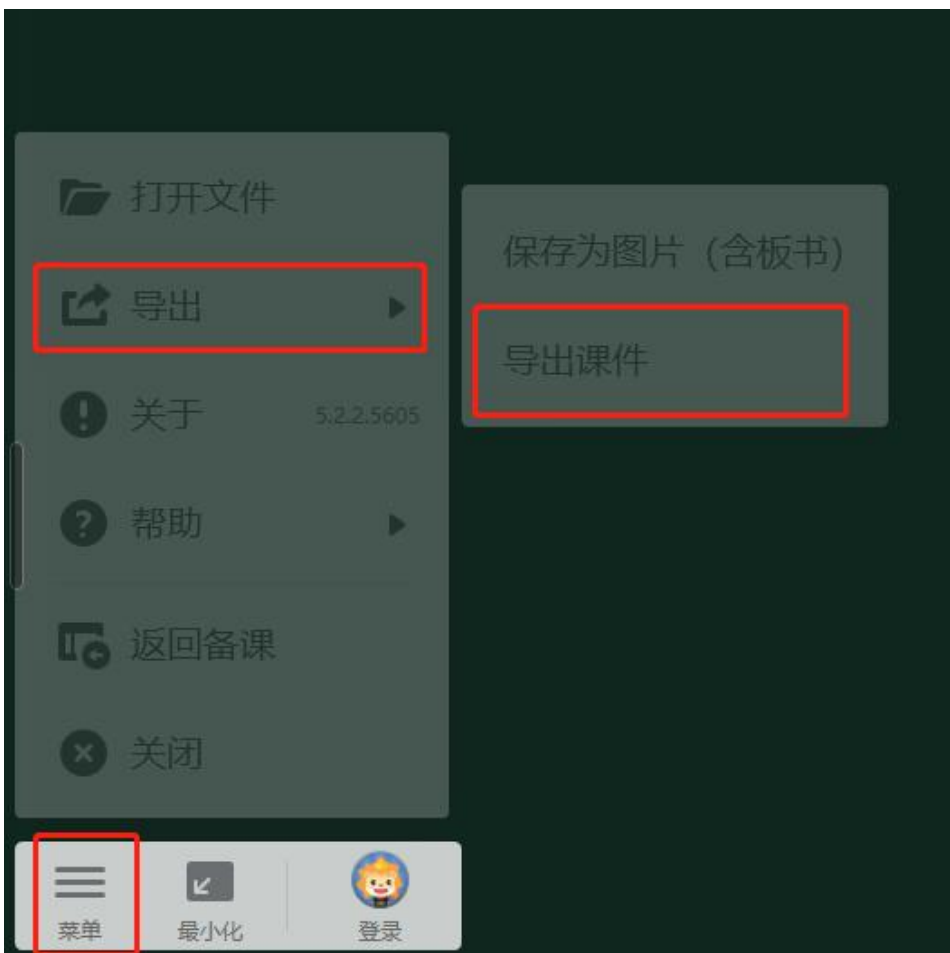 打开文件
导出
保存为图片（含板书）
导出课件
关于 5.2.2.5605
帮助
返回备课
关闭
菜单 最小化 登录